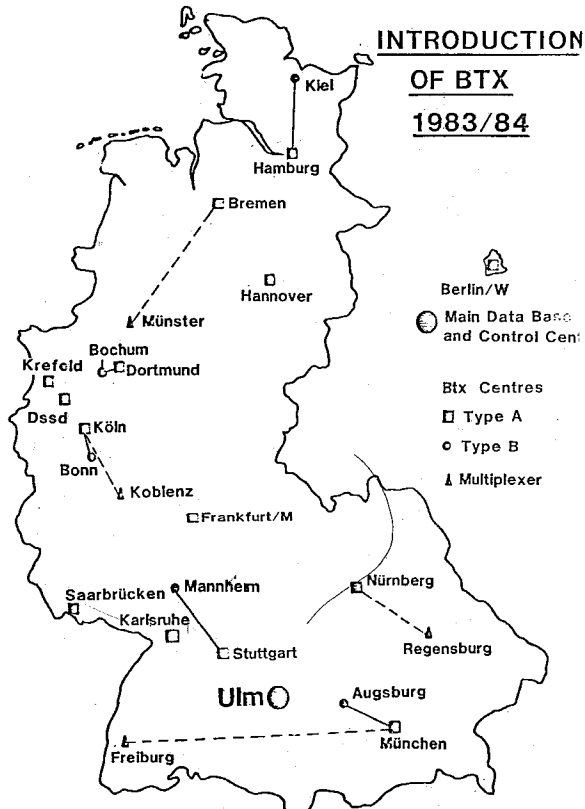 INTRODUCTION
OF BTX
1983/84
Kiel
Hamburg
Bremen
Hannover
Berlin/W
Main Data Base
and Control Cent
Münster
Bochum
Dortmund
Krefeld
Dssd
Köln
Bonn
Koblenz
Btx Centres
Type A
Type B
Multiplexer
Frankfurt/M
Saarbrücken
Mannheim
Karlsruhe
Stuttgart
Nürnberg
Regensburg
Ulm
Augsburg
München
Freiburg